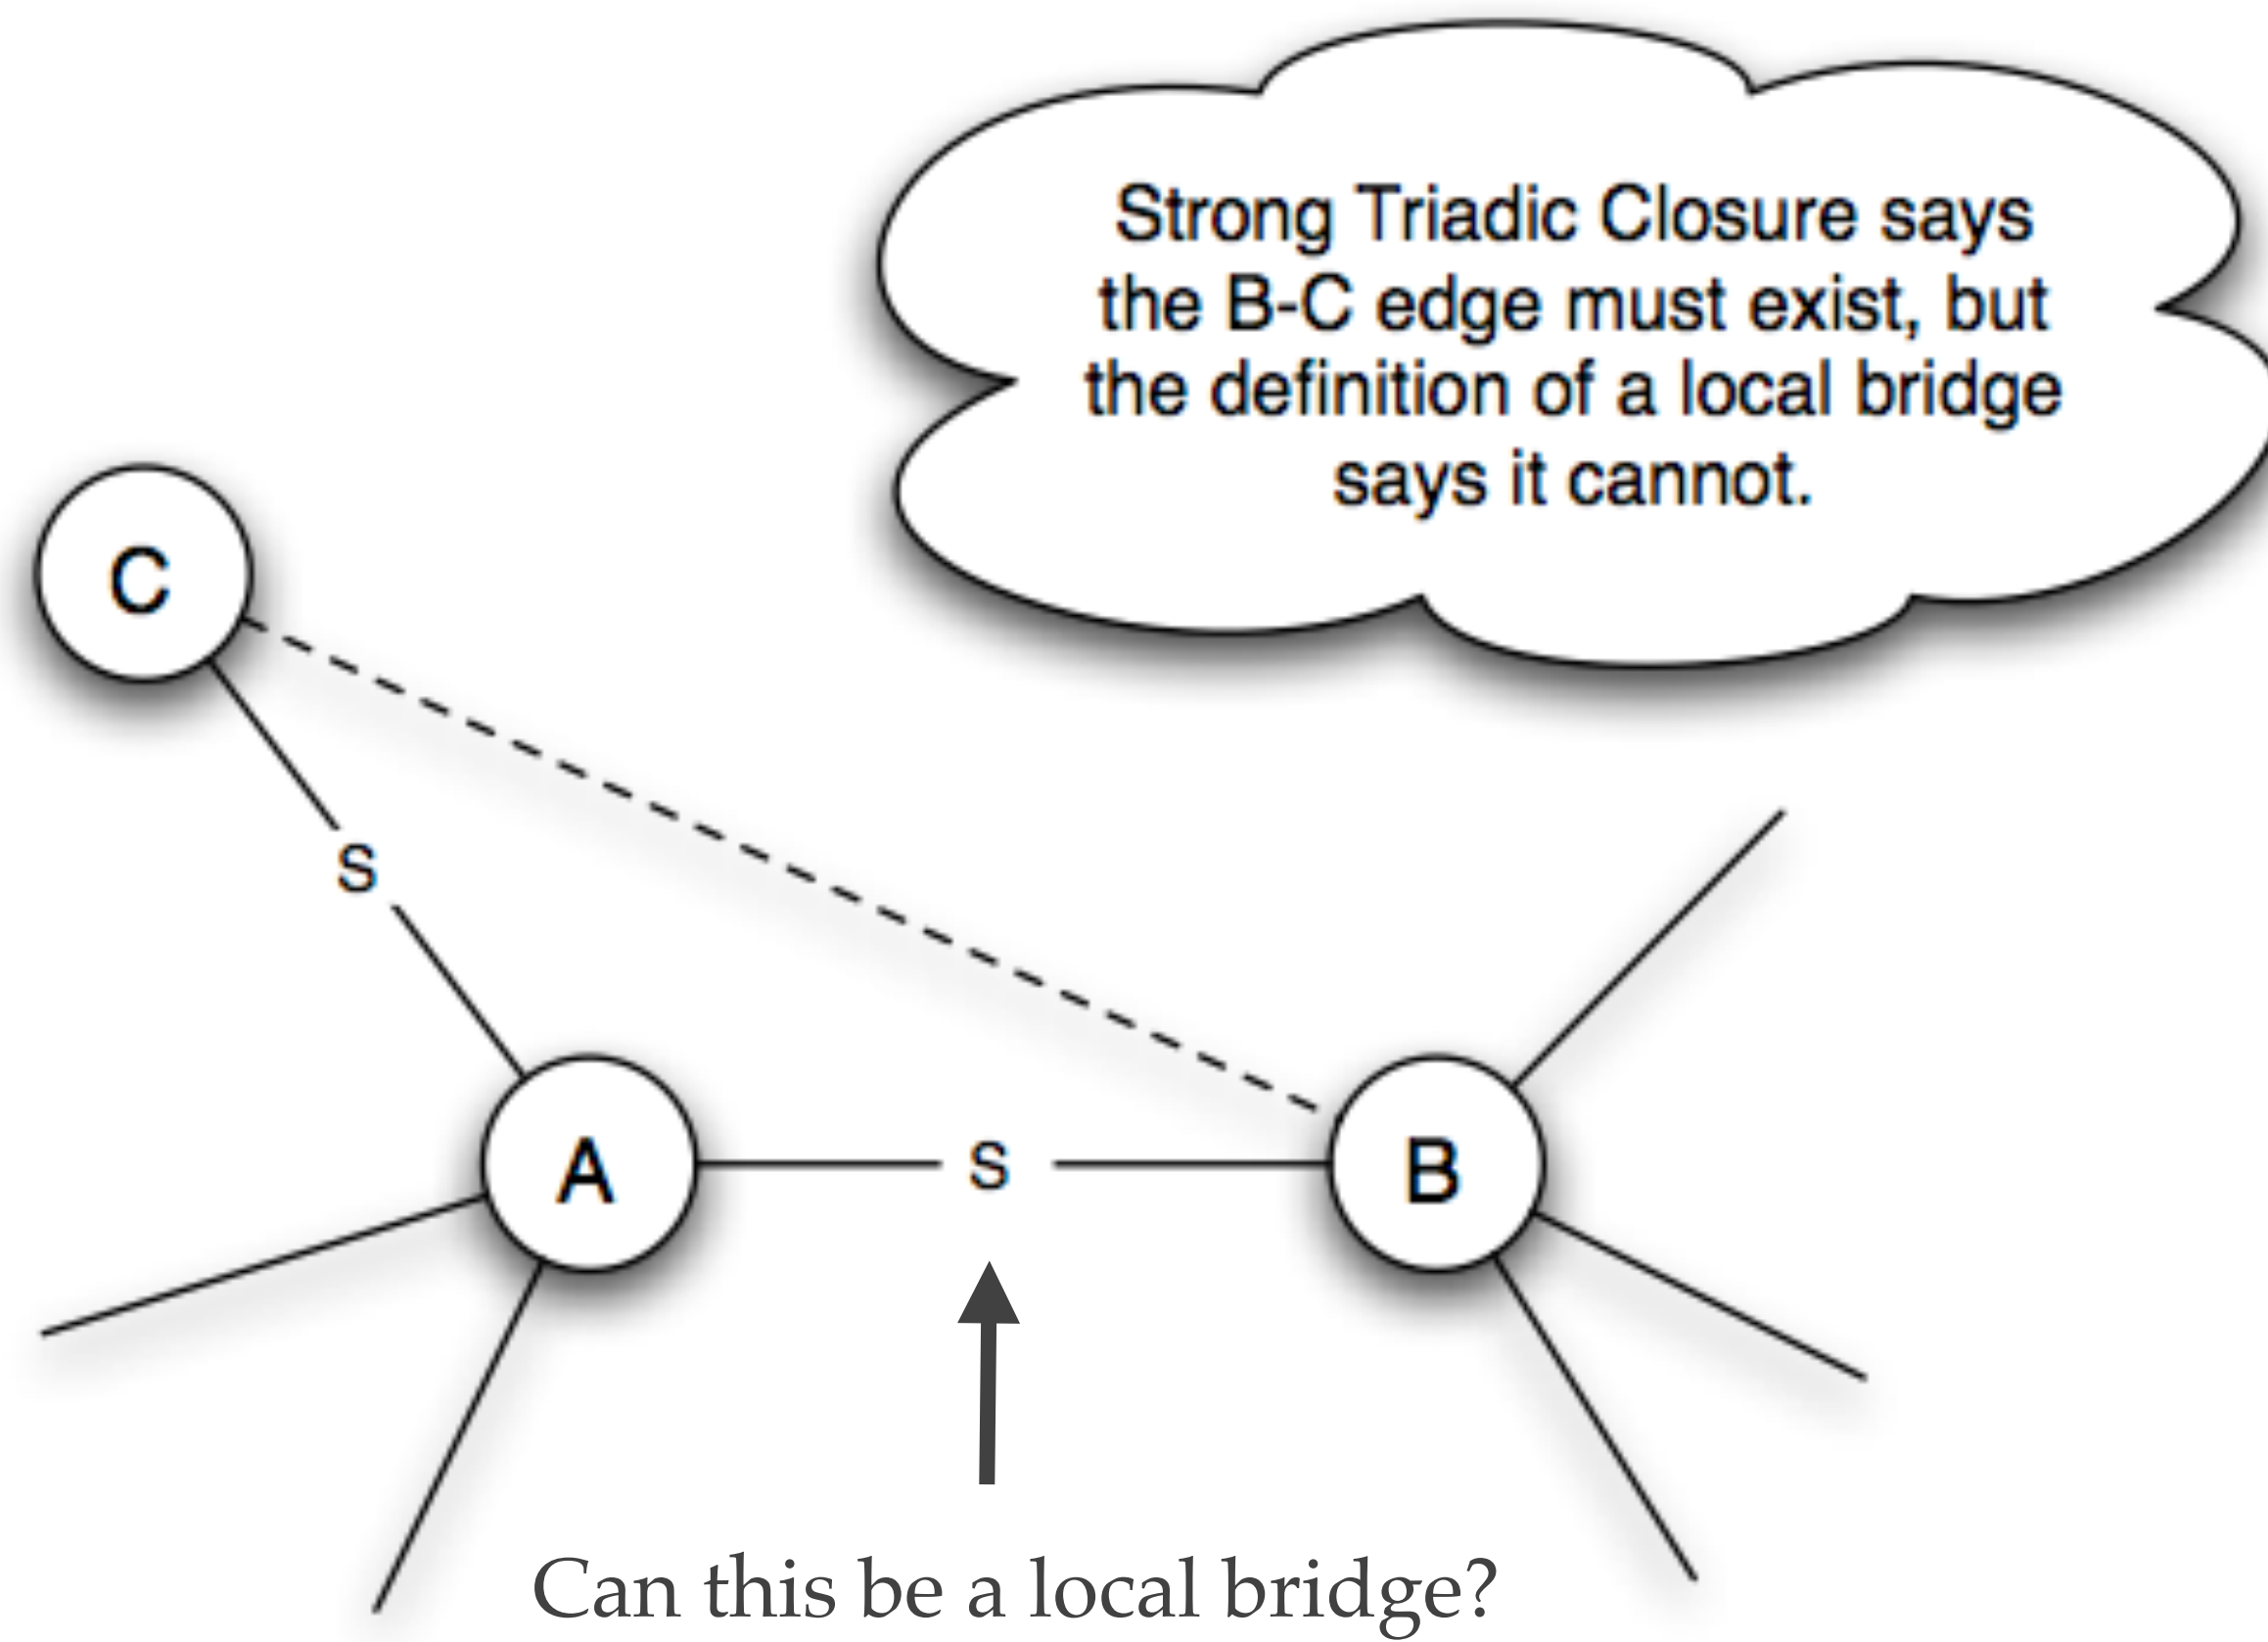 Strong Triadic Closure says
the B-C edge must exist, but
the definition of a local bridge
says it cannot.
C
S
A
S
B
Can this be a local bridge?